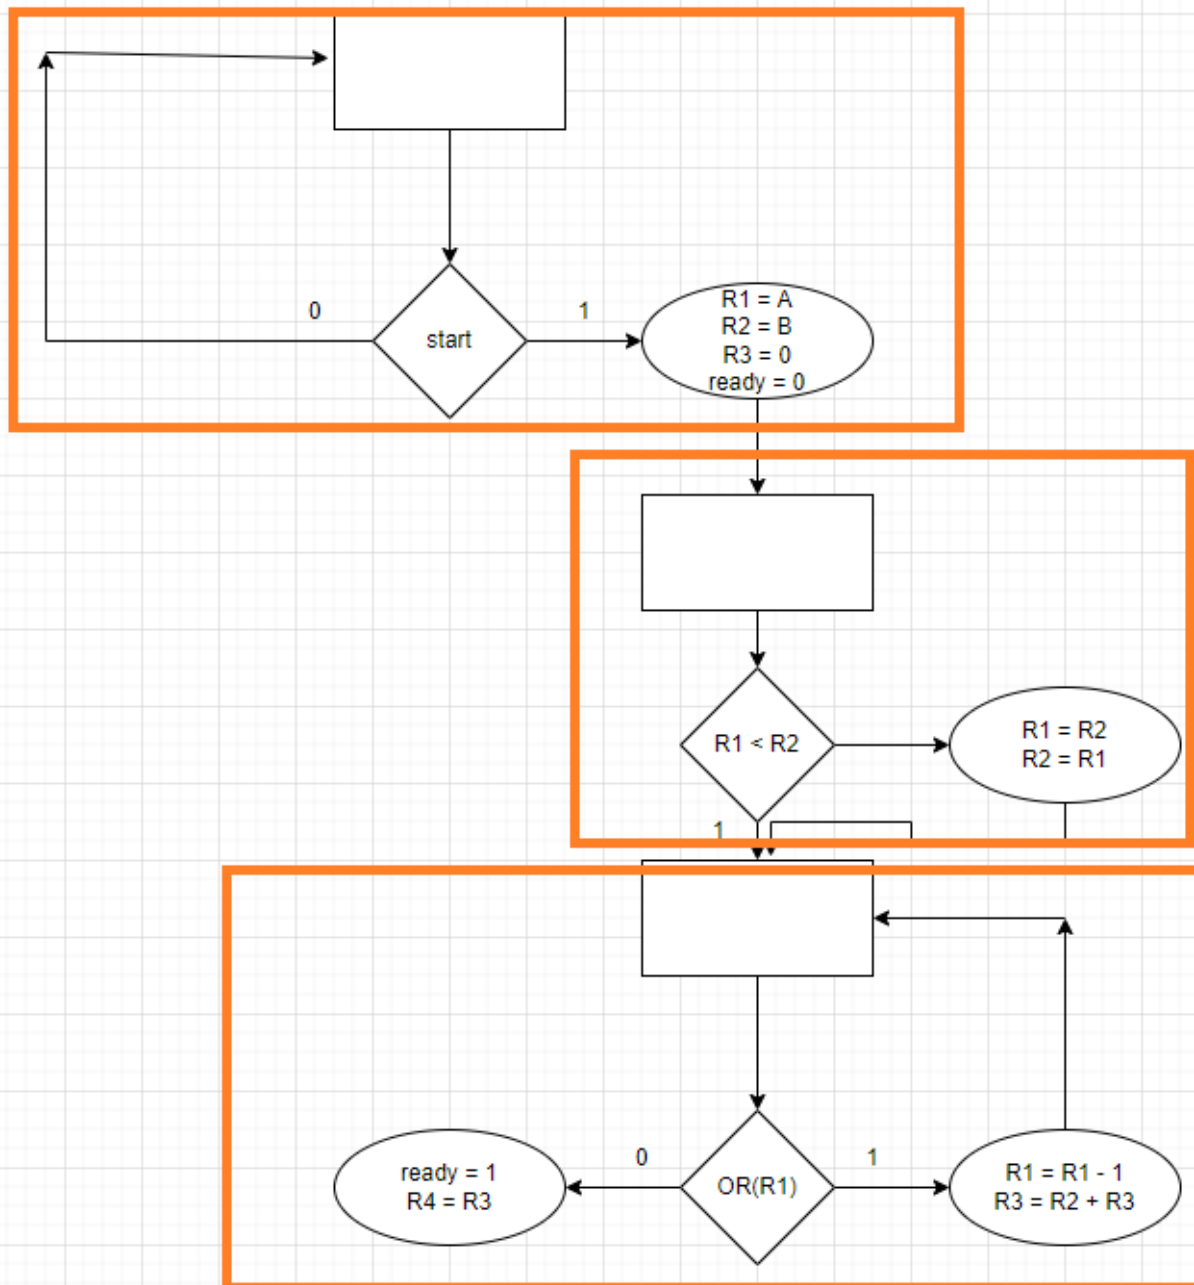 0
1
start
R1 = A
R2 = B
R3 = 0
ready = 0
R1 < R2
R1 = R2
R2 = R1
1
0
1
ready = 1
R4 = R3
OR(R1)
R1 = R1 - 1
R3 = R2 + R3